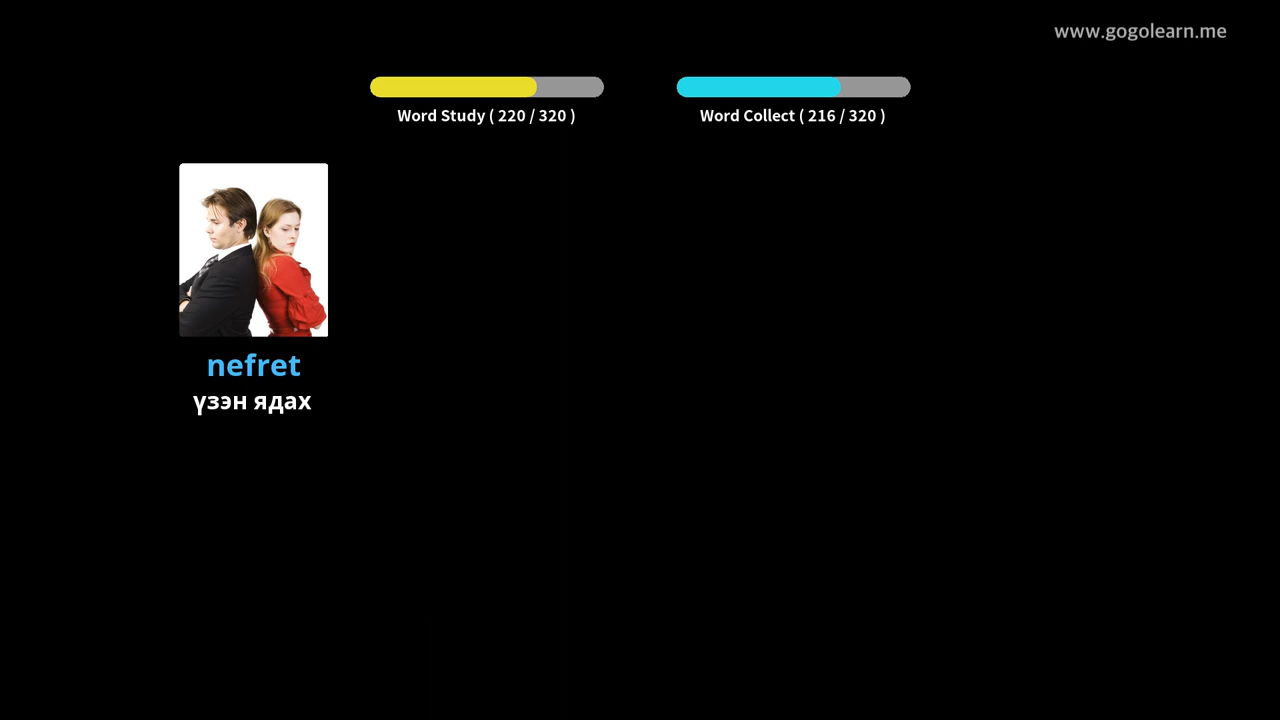 www.gogolearn.me
Word Study ( 220 / 320 )
Word Collect ( 216 / 320 )
nefret
үзэн ядах